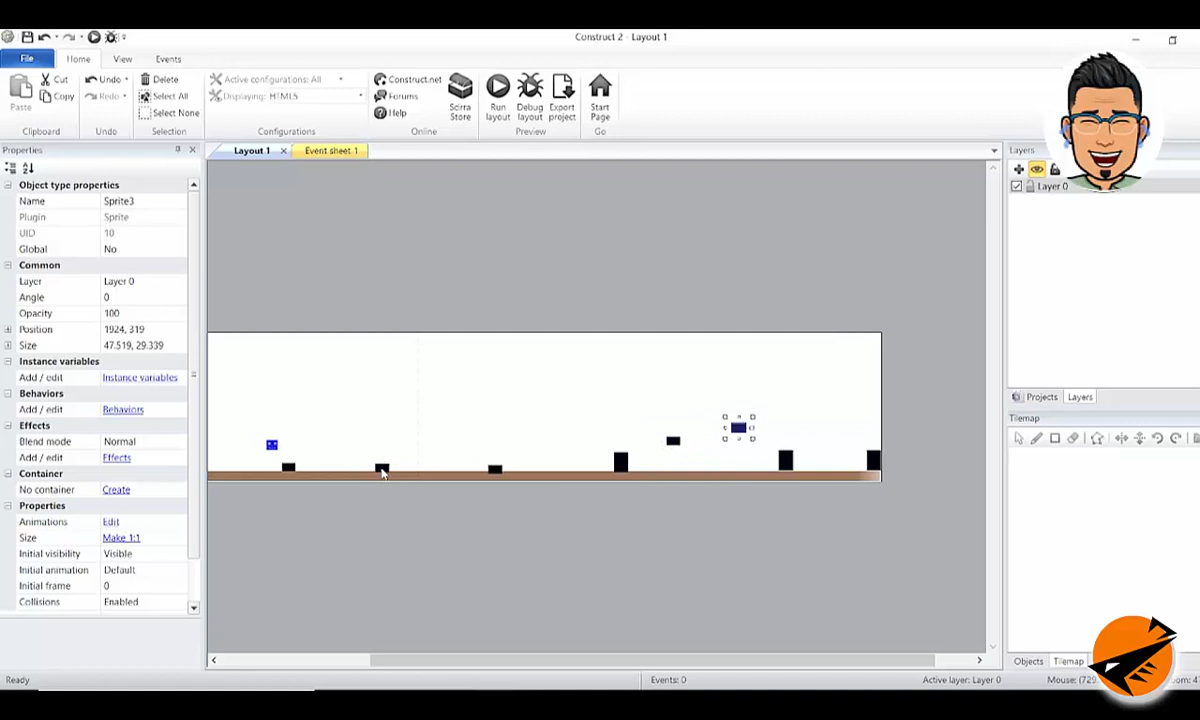 Construct 2 - Layout 1
File
Home
View
Events
Paste
Cut
Copy
Clipboard
Undo
Redo
Undo
Delete
Select All
Select None
Selection
Active configurations: All
Displaying: HTML5
Configurations
Construct.net
Forums
Help
Scirra
Store
Online
Run
layout
Debug
layout
Export
project
Preview
Start
Page
Go
Properties
Layout 1
Event sheet 1
Object type properties
Name Sprite3
Plugin Sprite
UID 10
Global No
Common
Layer Layer 0
Angle 0
Opacity 100
Position 1924, 319
Size 47.519, 29.339
Instance variables
Add / edit Instance variables
Behaviors
Add / edit Behaviors
Effects
Blend mode Normal
Add / edit Effects
Container
No container Create
Properties
Animations Edit
Size Make 1:1
Initial visibility Visible
Initial animation Default
Initial frame 0
Collisions Enabled
Layers
Layer 0
Projects
Layers
Tilemap
Objects
Tilemap
Ready
Events: 0
Active layer: Layer 0
Mouse: (729.